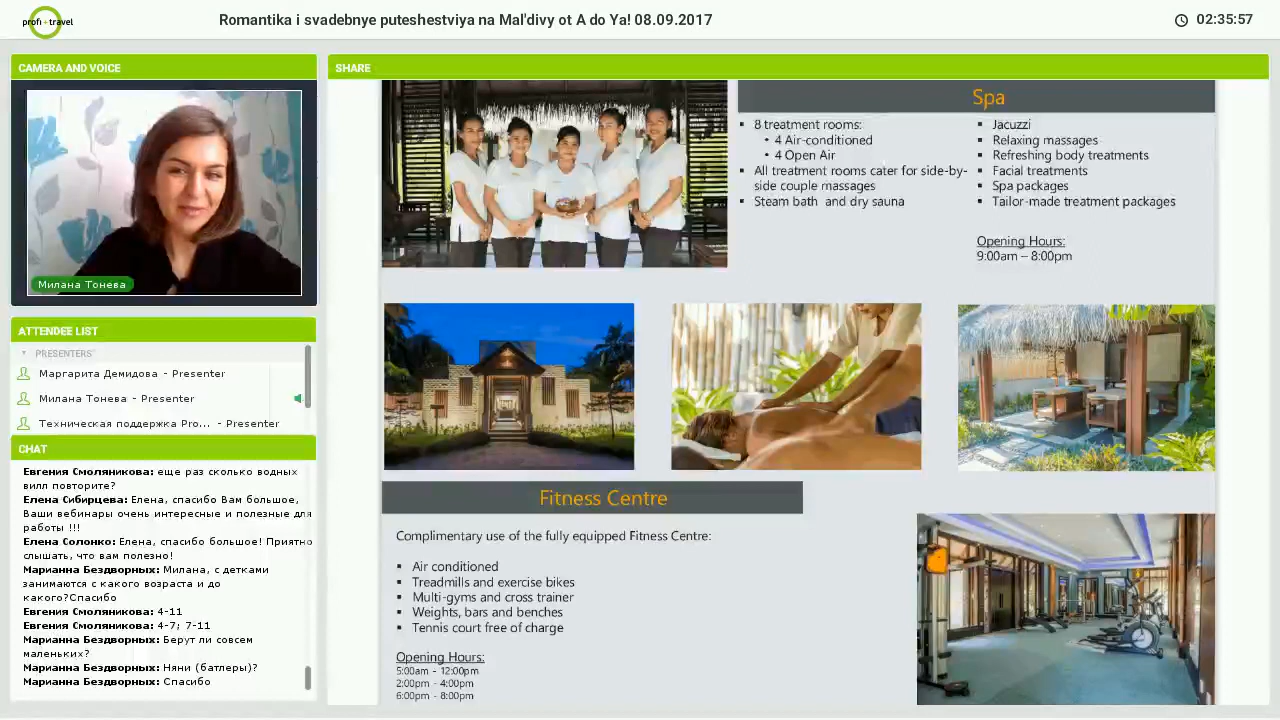 profi travel
Romantika i svadebnye puteshestviya na Mal'divy ot A do Ya! 08.09.2017
02:35:57
CAMERA AND VOICE
Милана Тонева
ATTENDEE LIST
PRESENTERS
Маргарита Демидова - Presenter
Милана Тонева - Presenter
Техническая поддержка Pro... - Presenter
CHAT
Евгения Смоляникова: еще раз сколько водных
вилл повторите?
Елена Сибирцева: Елена, спасибо Вам большое,
Ваши вебинары очень интересные и полезные для
работы !!!
Елена Солонко: Елена, спасибо большое! Приятно
слышать, что вам полезно!
Марианна Бездворных: Милана, с детками
занимаются с какого возраста и до
какого?Спасибо
Евгения Смоляникова: 4-11
Евгения Смоляникова: 4-7; 7-11
Марианна Бездворных: Берут ли совсем
маленьких?
Марианна Бездворных: Няни (батлеры)?
Марианна Бездворных: Спасибо
SHARE
Spa
▪ 8 treatment rooms:
• 4 Air-conditioned
• 4 Open Air
▪ All treatment rooms cater for side-by-
side couple massages
▪ Steam bath and dry sauna
▪ Jacuzzi
▪ Relaxing massages
▪ Refreshing body treatments
▪ Facial treatments
▪ Spa packages
▪ Tailor-made treatment packages
Opening Hours:
9:00am – 8:00pm
Fitness Centre
Complimentary use of the fully equipped Fitness Centre:
▪ Air conditioned
▪ Treadmills and exercise bikes
▪ Multi-gyms and cross trainer
▪ Weights, bars and benches
▪ Tennis court free of charge
Opening Hours:
5:00am - 12:00pm
2:00pm - 4:00pm
6:00pm - 8:00pm